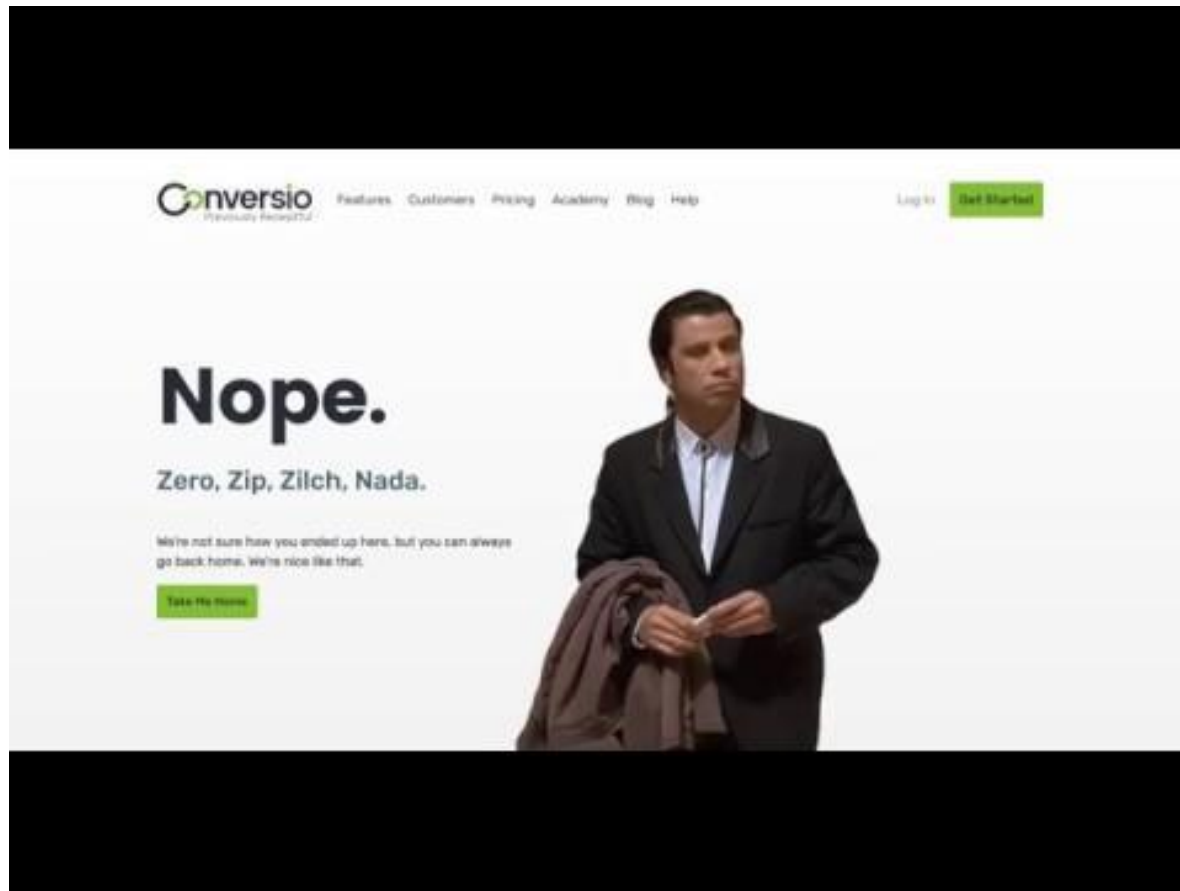 Conversio
Previously Receiptful
Features Customers Pricing Academy Blog Help
Log In Get Started
Nope.
Zero, Zip, Zilch, Nada.
We're not sure how you ended up here, but you can always
go back home. We're nice like that.
Take Me Home